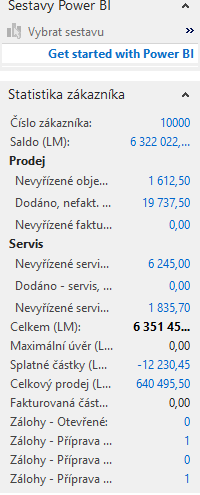 Sestavy Power BI
Vybrat sestavu »
Get started with Power BI
Statistika zákazníka
Číslo zákazníka: 10000
Saldo (LM): 6 322 022,...
Prodej
Nevyřízené obje... 1 612,50
Dodáno, nefakt. ... 19 737,50
Nevyřízené faktu... 0,00
Servis
Nevyřízené servi... 6 245,00
Dodáno - servis, ... 0,00
Nevyřízené servi... 1 835,70
Celkem (LM): 6 351 45...
Maximální úvěr (L... 0,00
Splatné částky (L... -12 230,45
Celkový prodej (L... 640 495,50
Fakturovaná část... 0,00
Zálohy - Otevřené: 0
Zálohy - Příprava ... 1
Zálohy - Příprava ... 0
Zálohy - Příprava ... 1